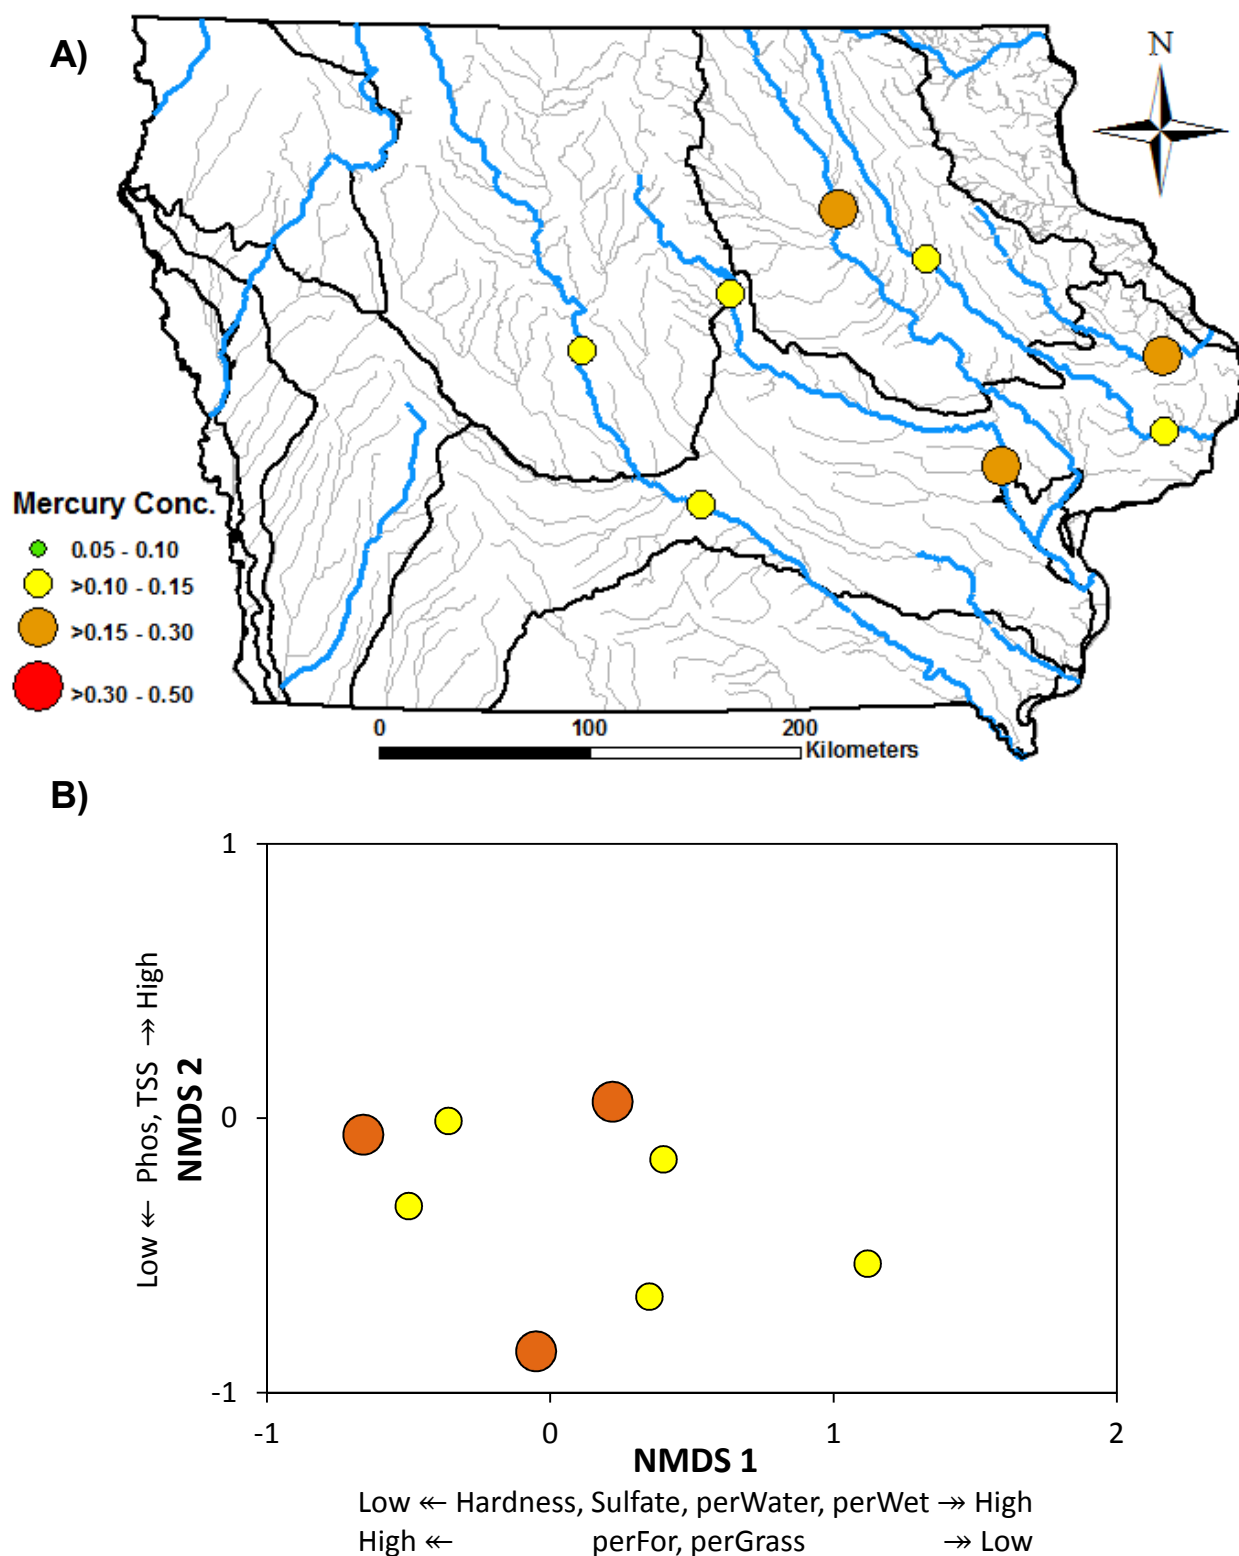 A)
N
Mercury Conc.
0.05 - 0.10
>0.10 - 0.15
>0.15 - 0.30
>0.30 - 0.50
0 100 200
Kilometers
B)
1
0
-1
Low ↞ Phos, TSS ↠ High
NMDS 2
-1 0 1 2
NMDS 1
Low ↞ Hardness, Sulfate, perWater, perWet ↠ High
High ↞ perFor, perGrass ↠ Low